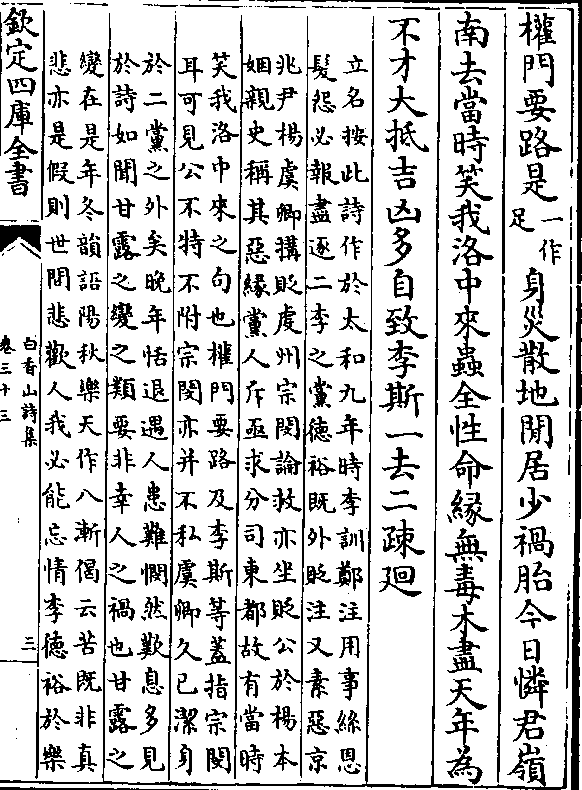 權門要路是一作足身災散地閒居少禍胎今日憐君嶺
南去當時笑我洛中來蟲全性命緣無毒木盡天年為
不才大抵吉凶多自致李斯一去二疎廻
立名按此詩作於太和九年時李訓鄭注用事絲恩
髮怨必報盡逐二李之黨德裕既外貶注又素惡京
兆尹楊虞卿搆貶虔州宗閔論救亦坐貶公於楊本
姻親史稱其惡緣黨人斥亟求分司東都故有當時
笑我洛中來之句也權門要路及李斯等蓋指宗閔
耳可見公不特不附宗閔亦并不私虞卿久已潔身
於二黨之外矣晚年恬退遇人患難憫然歎息多見
於詩如聞甘露之變之類要非幸人之禍也甘露之
變在是年冬韻語陽秋樂天作八漸偈云苦既非真
悲亦是假則世間悲歡人我必能忘情李德裕於樂
欽定四庫全書
白香山詩集
卷三十三
三